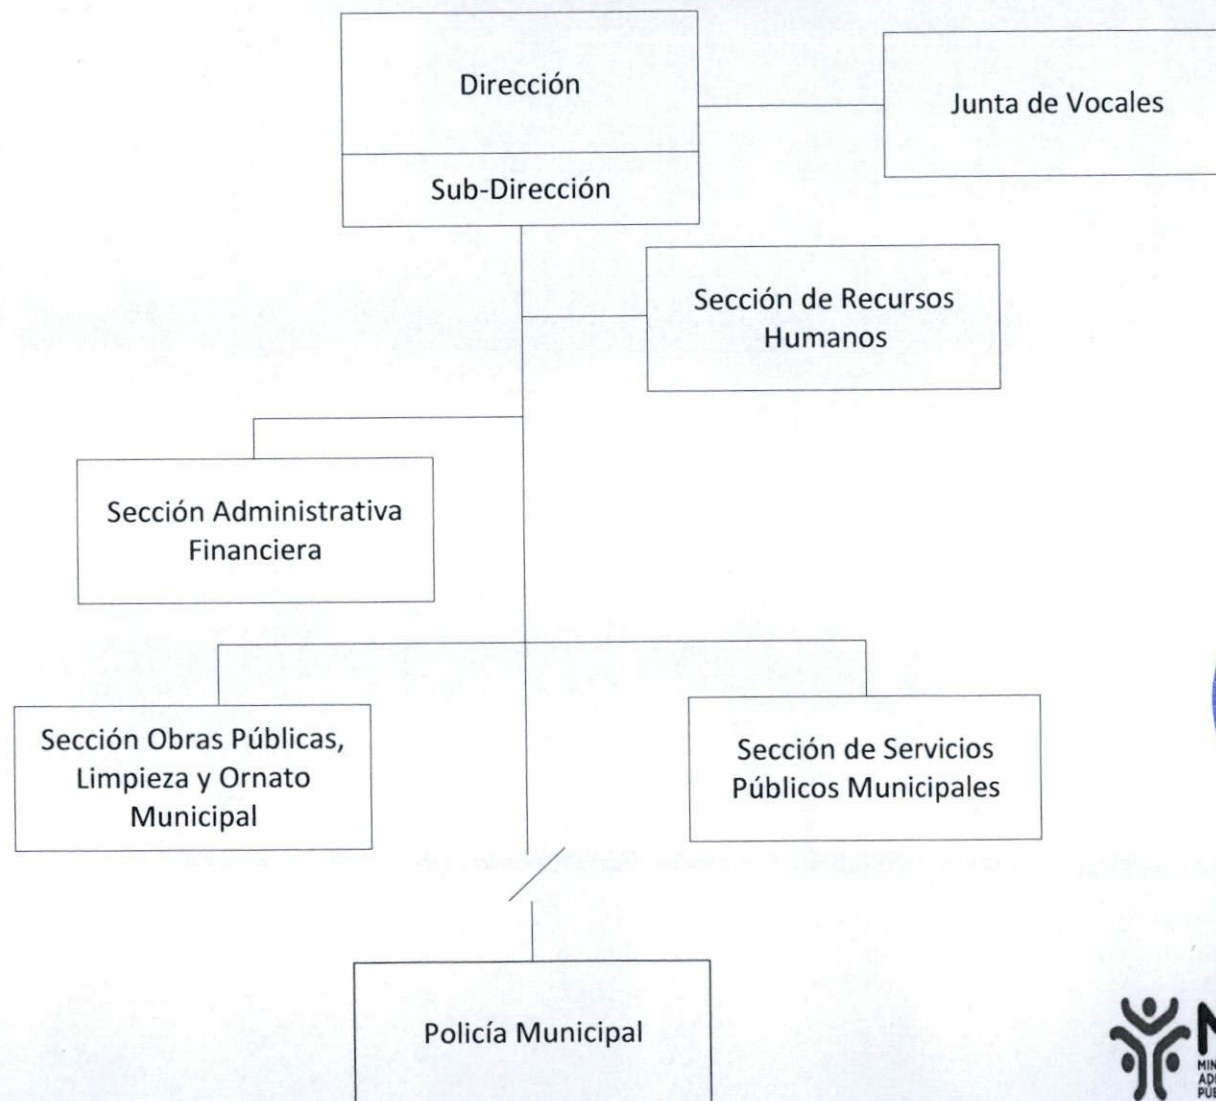 Dirección
Junta de Vocales
Sub-Dirección
Sección de Recursos
Humanos
Sección Administrativa
Financiera
Sección Obras Públicas,
Limpieza y Ornato
Municipal
Sección de Servicios
Públicos Municipales
Policía Municipal